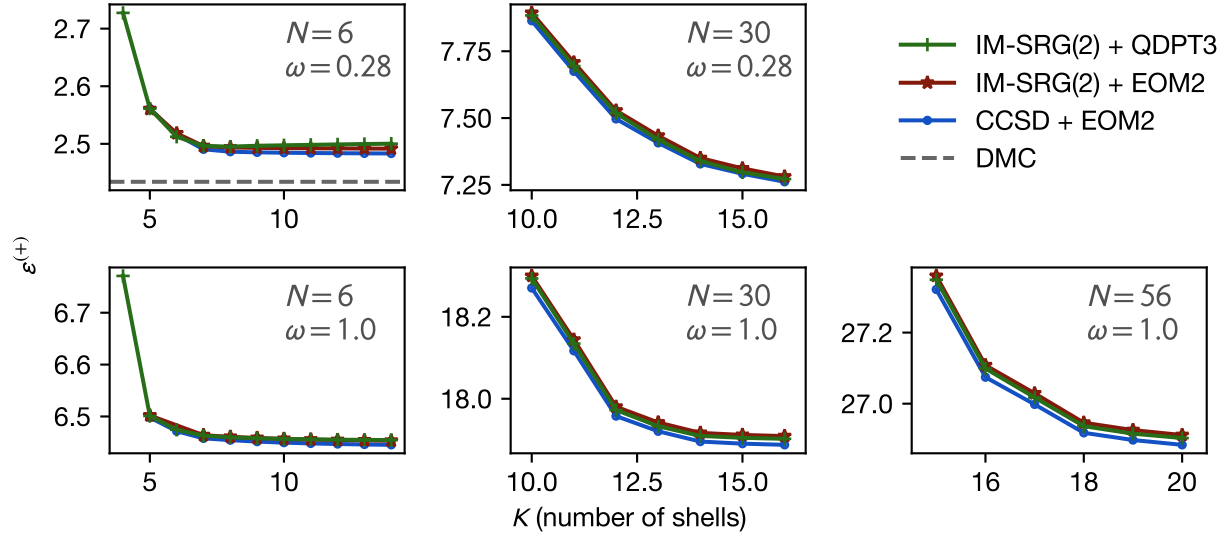 2.7
2.6
2.5
5
10
N = 6
ω = 0.28
7.75
7.50
7.25
10.0
12.5
15.0
N = 30
ω = 0.28
IM-SRG(2) + QDPT3
IM-SRG(2) + EOM2
CCSD + EOM2
DMC
ε(+)
6.7
6.6
6.5
5
10
N = 6
ω = 1.0
18.2
18.0
10.0
12.5
15.0
N = 30
ω = 1.0
27.2
27.0
16
18
20
N = 56
ω = 1.0
K (number of shells)